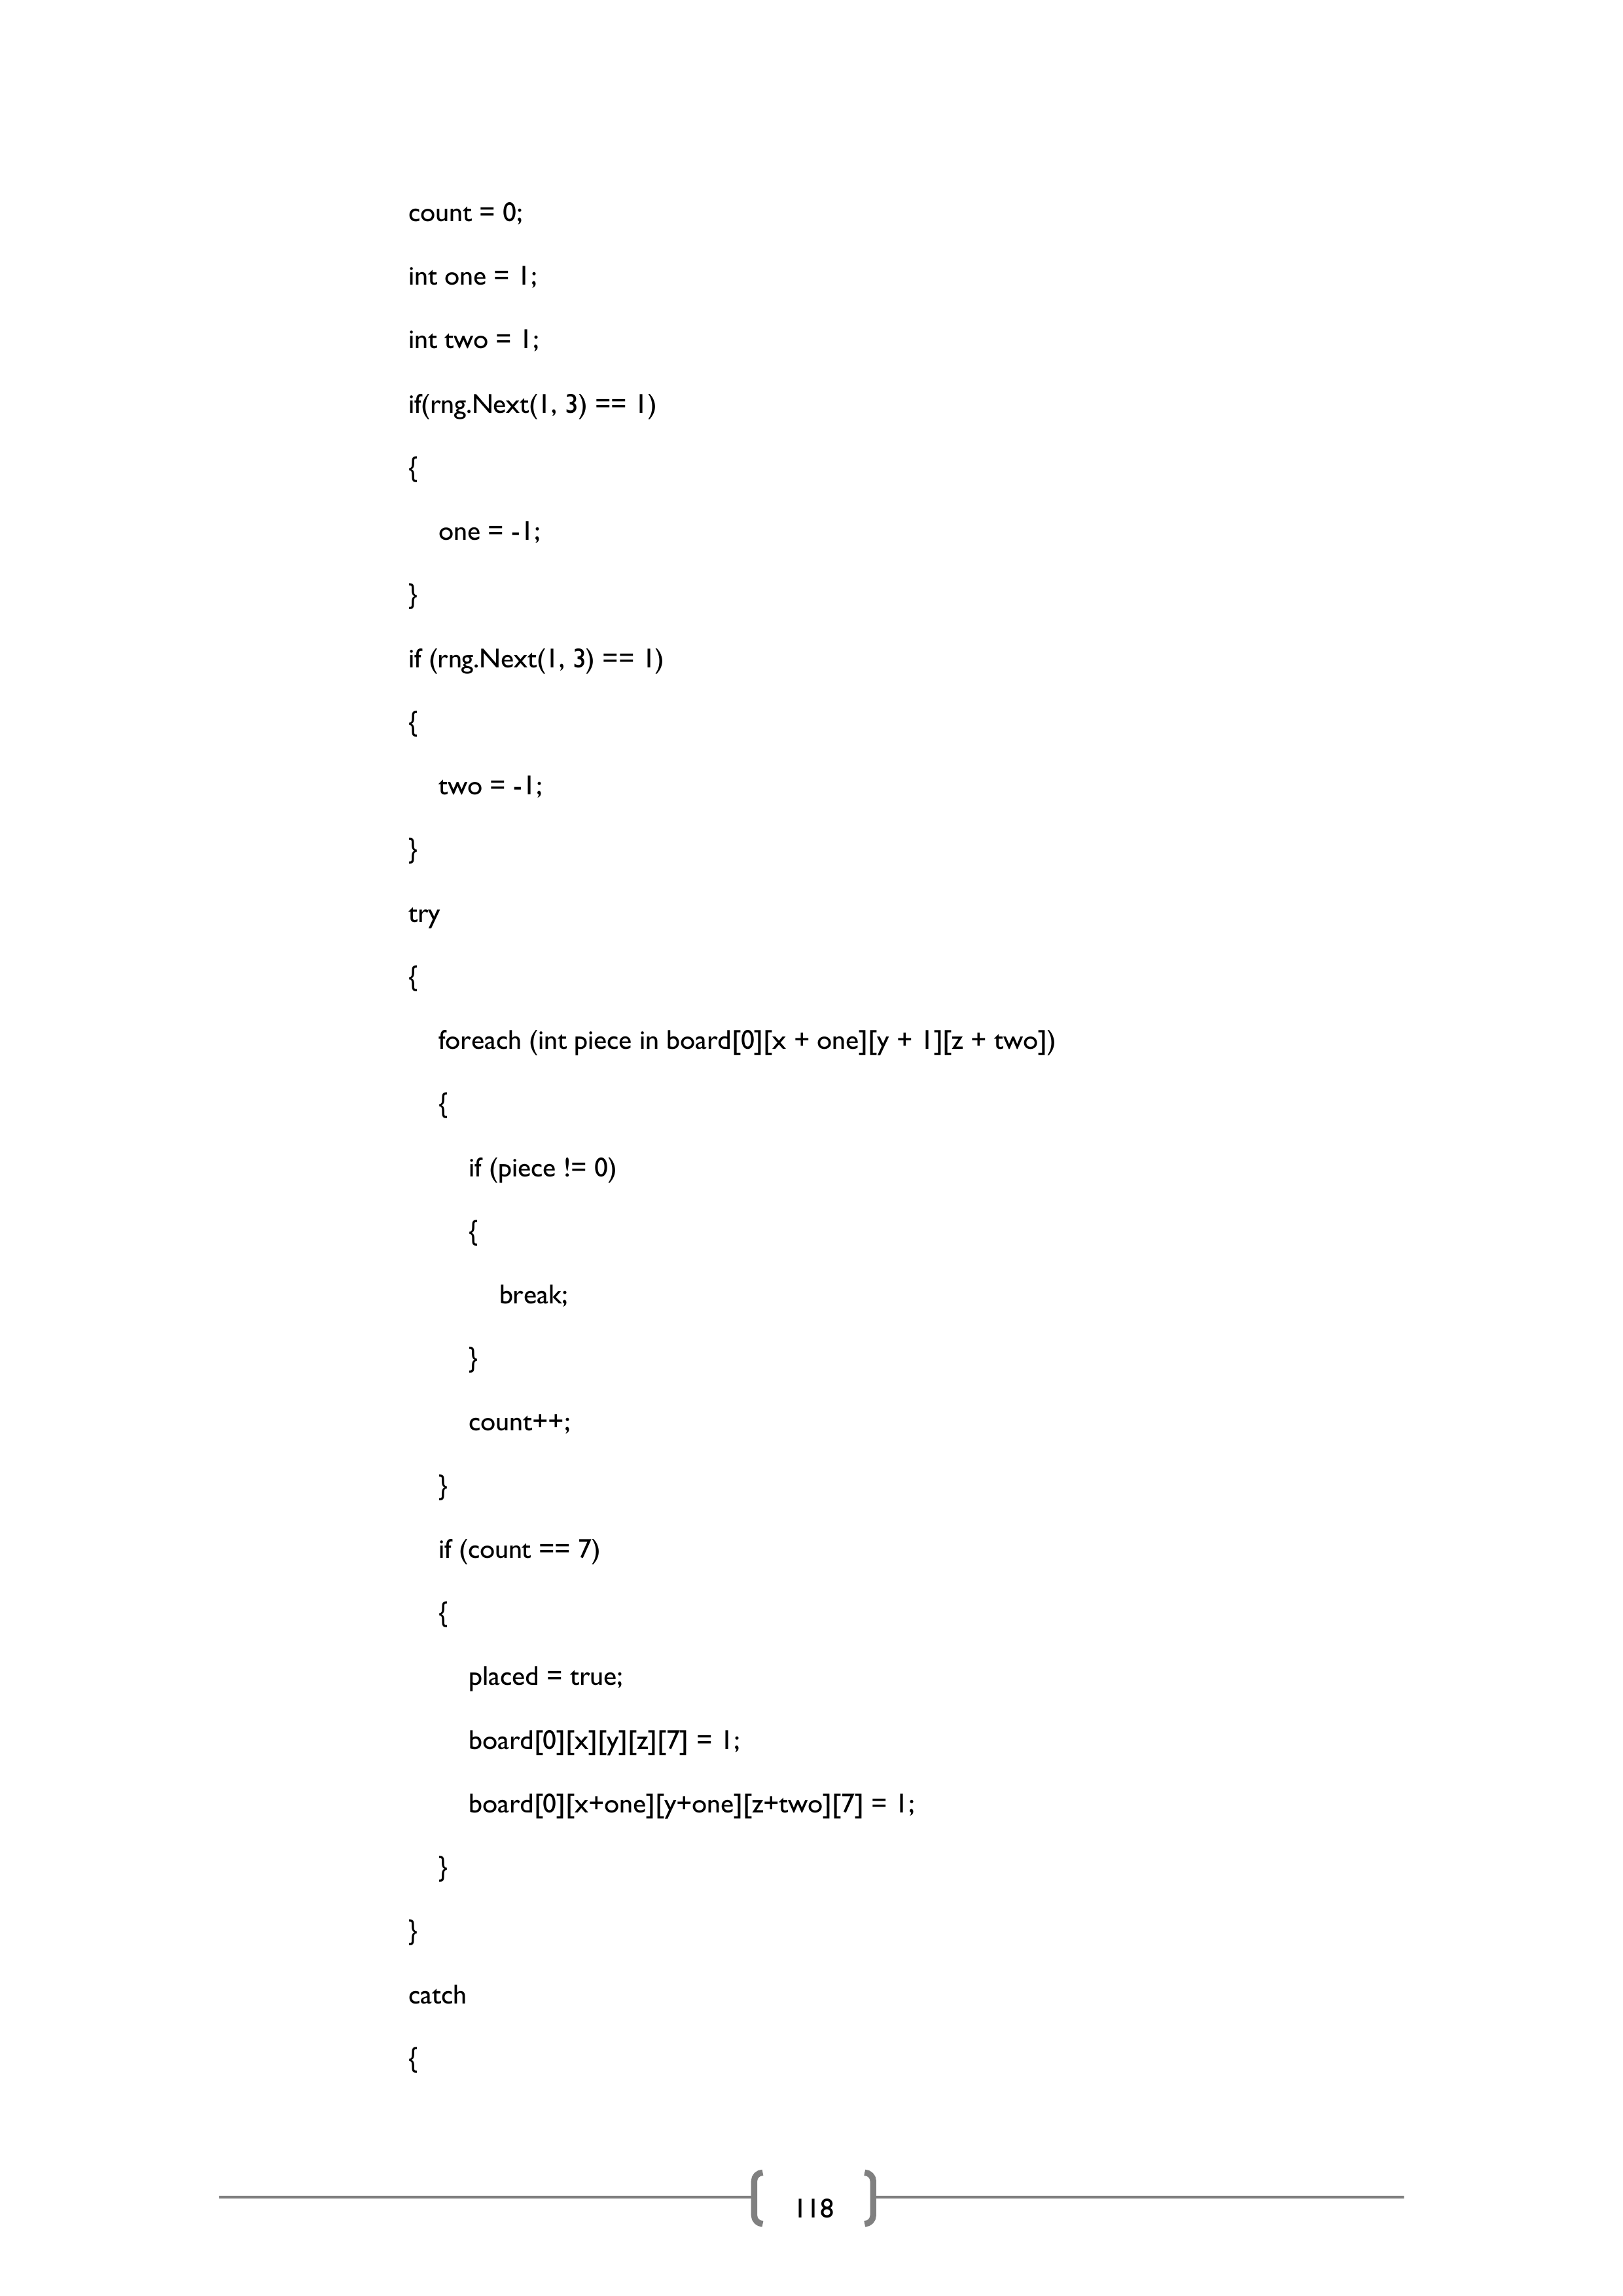 count = 0;
int one = 1;
int two = 1;
if(rng.Next(1, 3) == 1)
{
one = -1;
}
if (rng.Next(1, 3) == 1)
{
two = -1;
}
try
{
foreach (int piece in board[0][x + one][y + 1][z + two])
{
if (piece != 0)
{
break;
}
count++;
}
if (count == 7)
{
placed = true;
board[0][x][y][z][7] = 1;
board[0][x+one][y+one][z+two][7] = 1;
}
}
catch
{
118